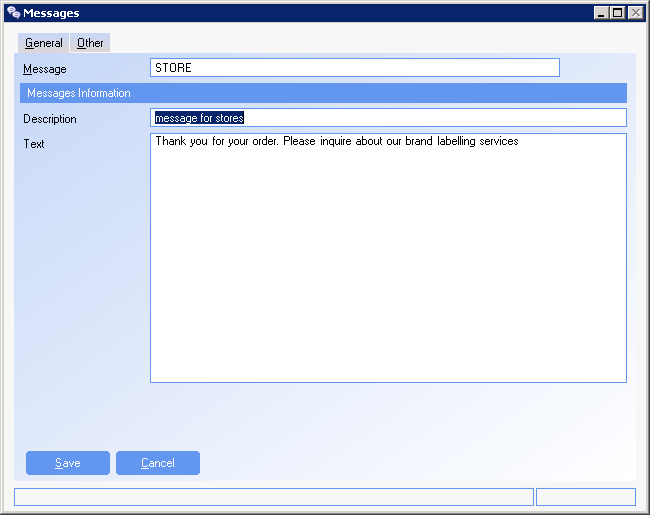 Messages
General Other
Message STORE
Messages Information
Description message for stores
Text Thank you for your order. Please inquire about our brand labelling services
Save Cancel